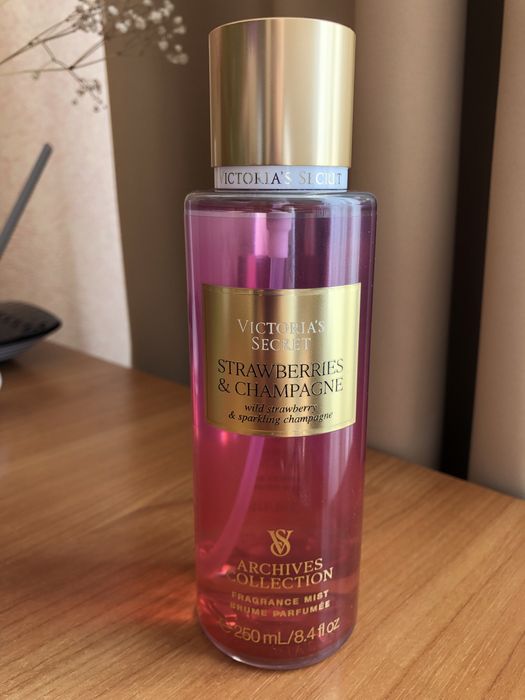 VICTORIA'S SECRET
VICTORIA'S
SECRET
STRAWBERRIES
& CHAMPAGNE
wild strawberry
& sparkling champagne
VS
ARCHIVES
COLLECTION
FRAGRANCE MIST
BRUME PARFUMÉE
250 mL/8.4 fl oz